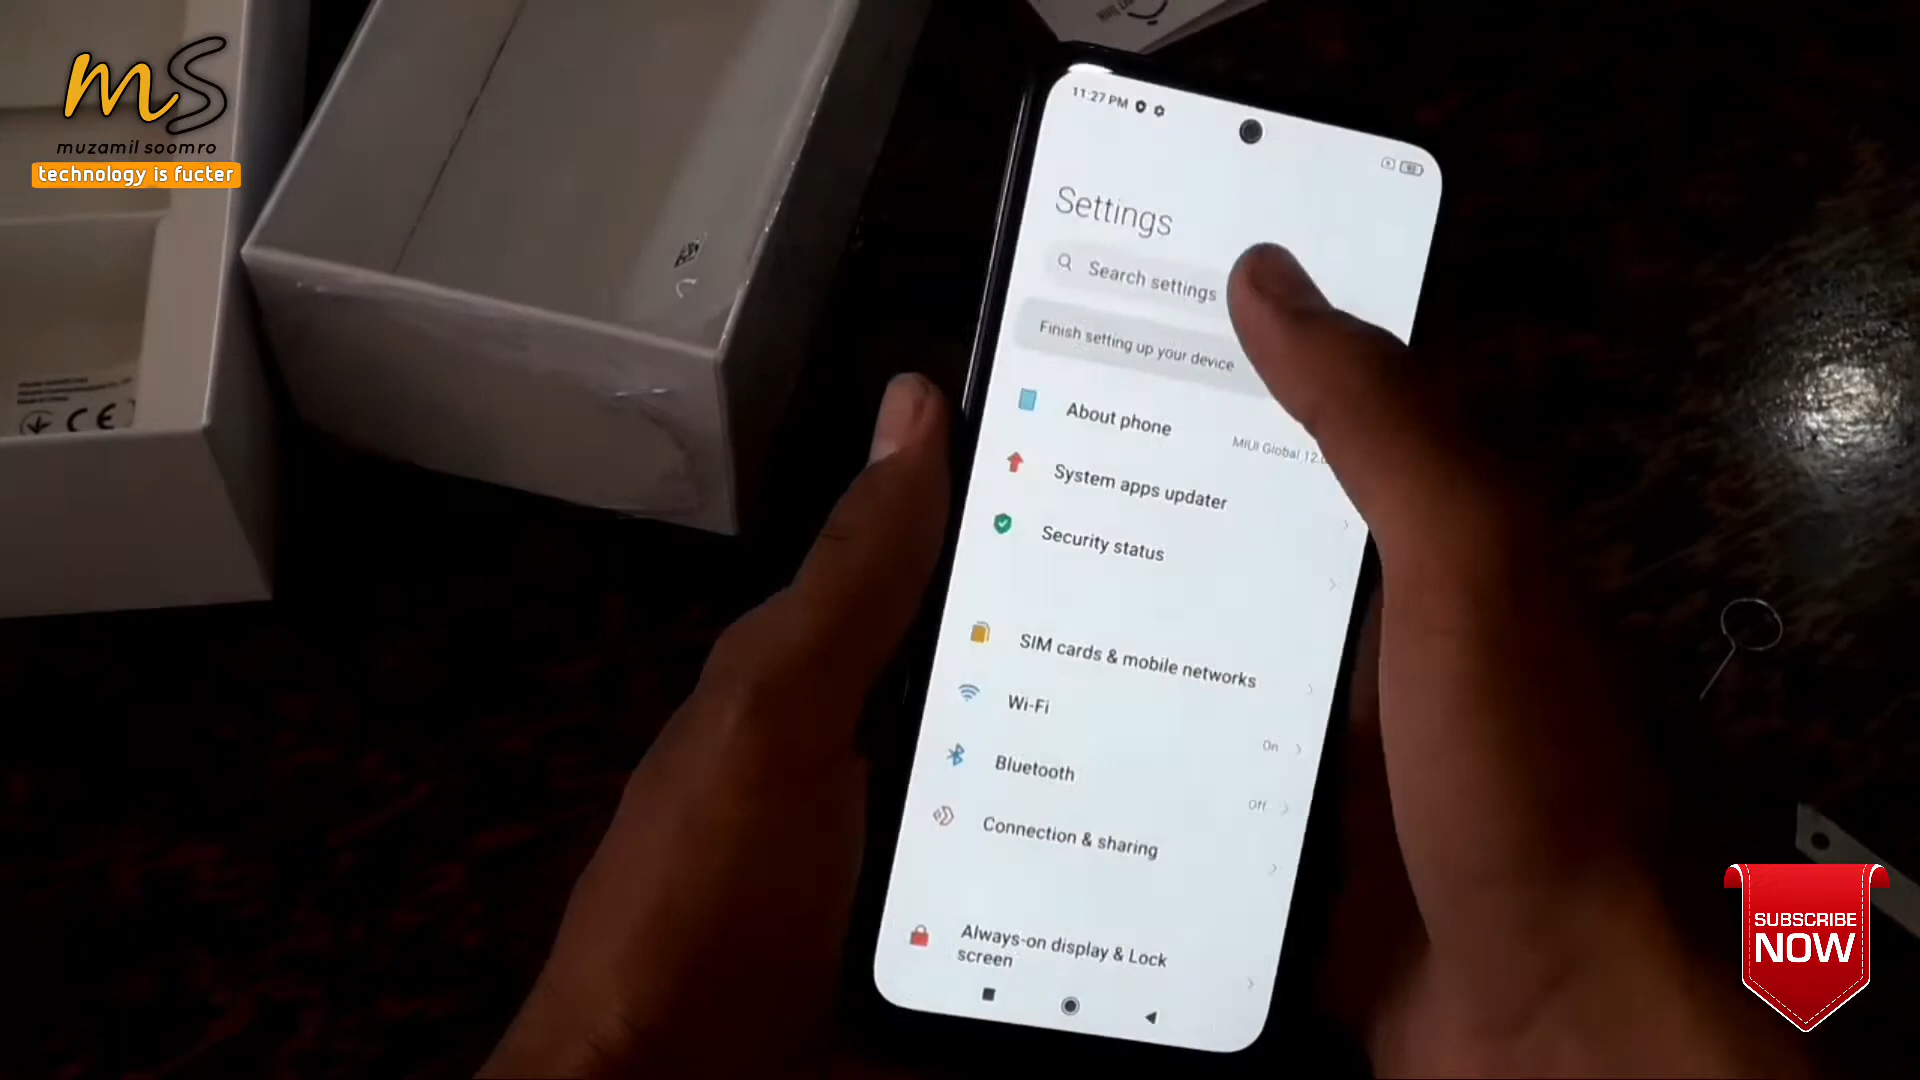 mS
muzamil soomro
technology is fucter
11:27 PM
Settings
Search settings
Finish setting up your device
About phone
MIUI Global 12.
System apps updater
Security status
SIM cards & mobile networks
Wi-Fi
On
Bluetooth
Off
Connection & sharing
Always-on display & Lock
screen
CE
SUBSCRIBE
NOW